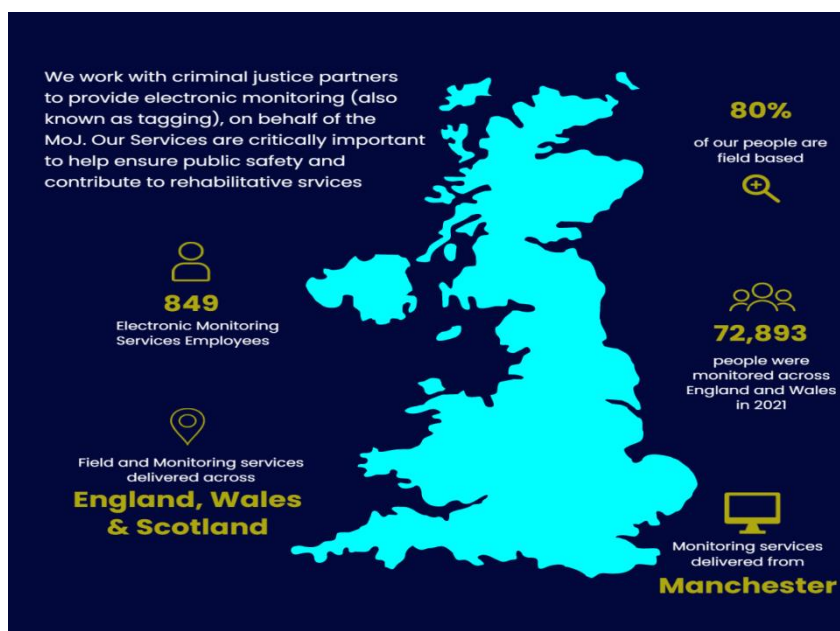 We work with criminal justice partners
to provide electronic monitoring (also
known as tagging), on behalf of the
MoJ. Our Services are critically important
to help ensure public safety and
contribute to rehabilitative srvices
80%
of our people are
field based
849
Electronic Monitoring
Services Employees
72,893
people were
monitored across
England and Wales
in 2021
Field and Monitoring services
delivered across
England, Wales
& Scotland
Monitoring services
delivered from
Manchester